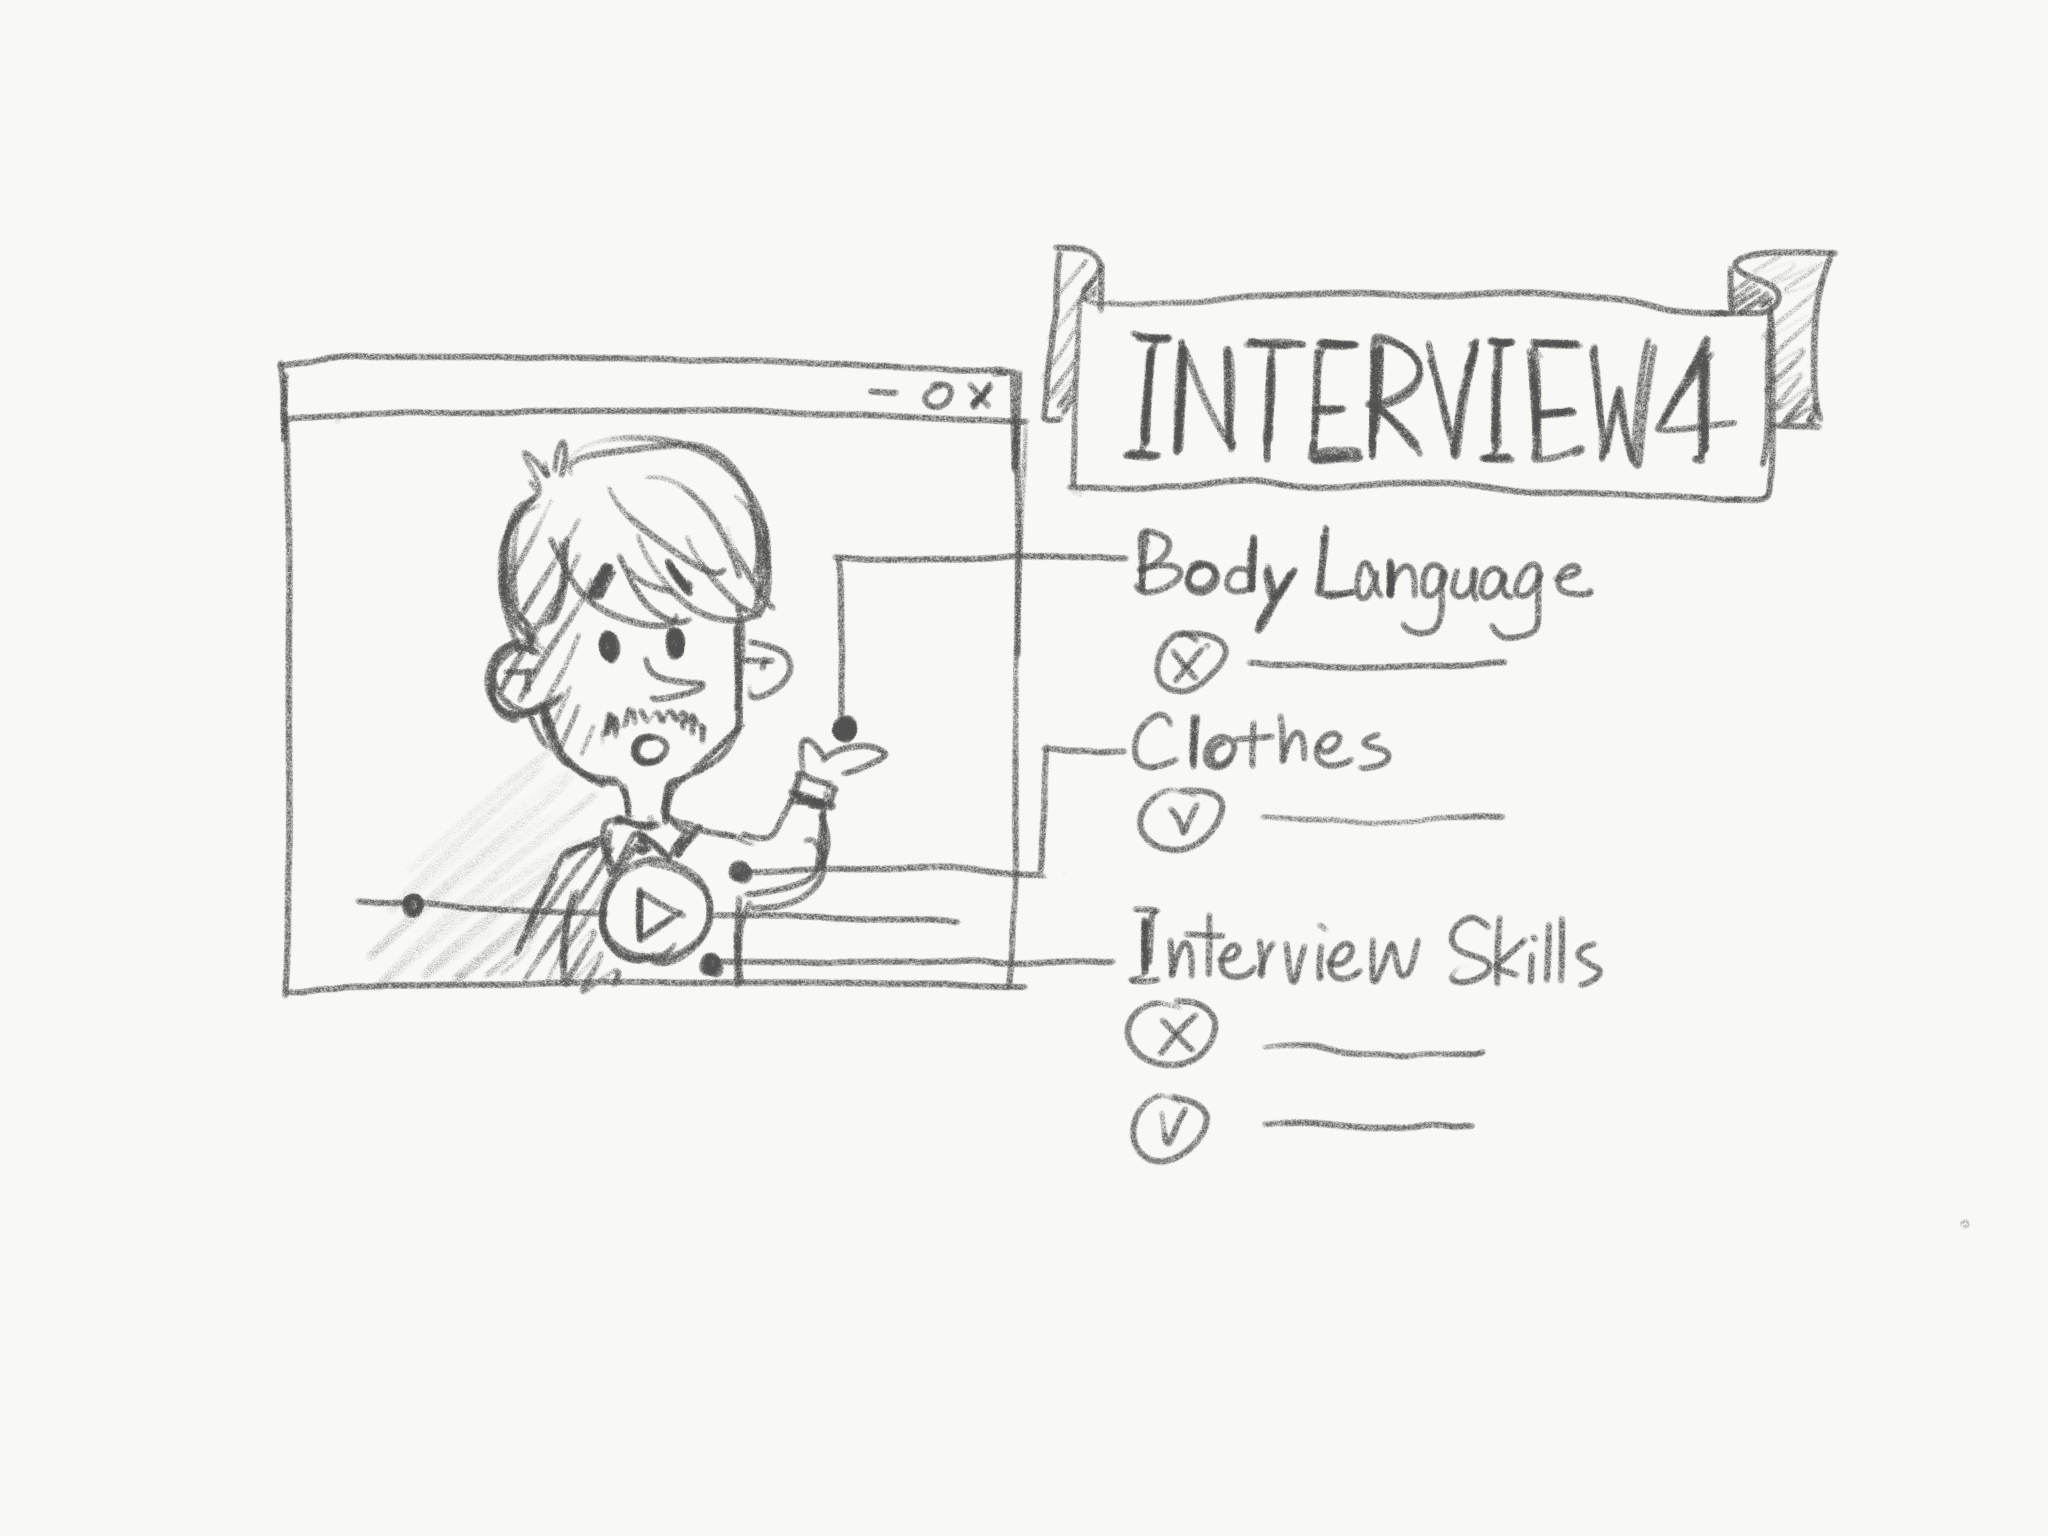 - O X
INTERVIEW4
Body Language
X
Clothes
V
Interview Skills
X
V